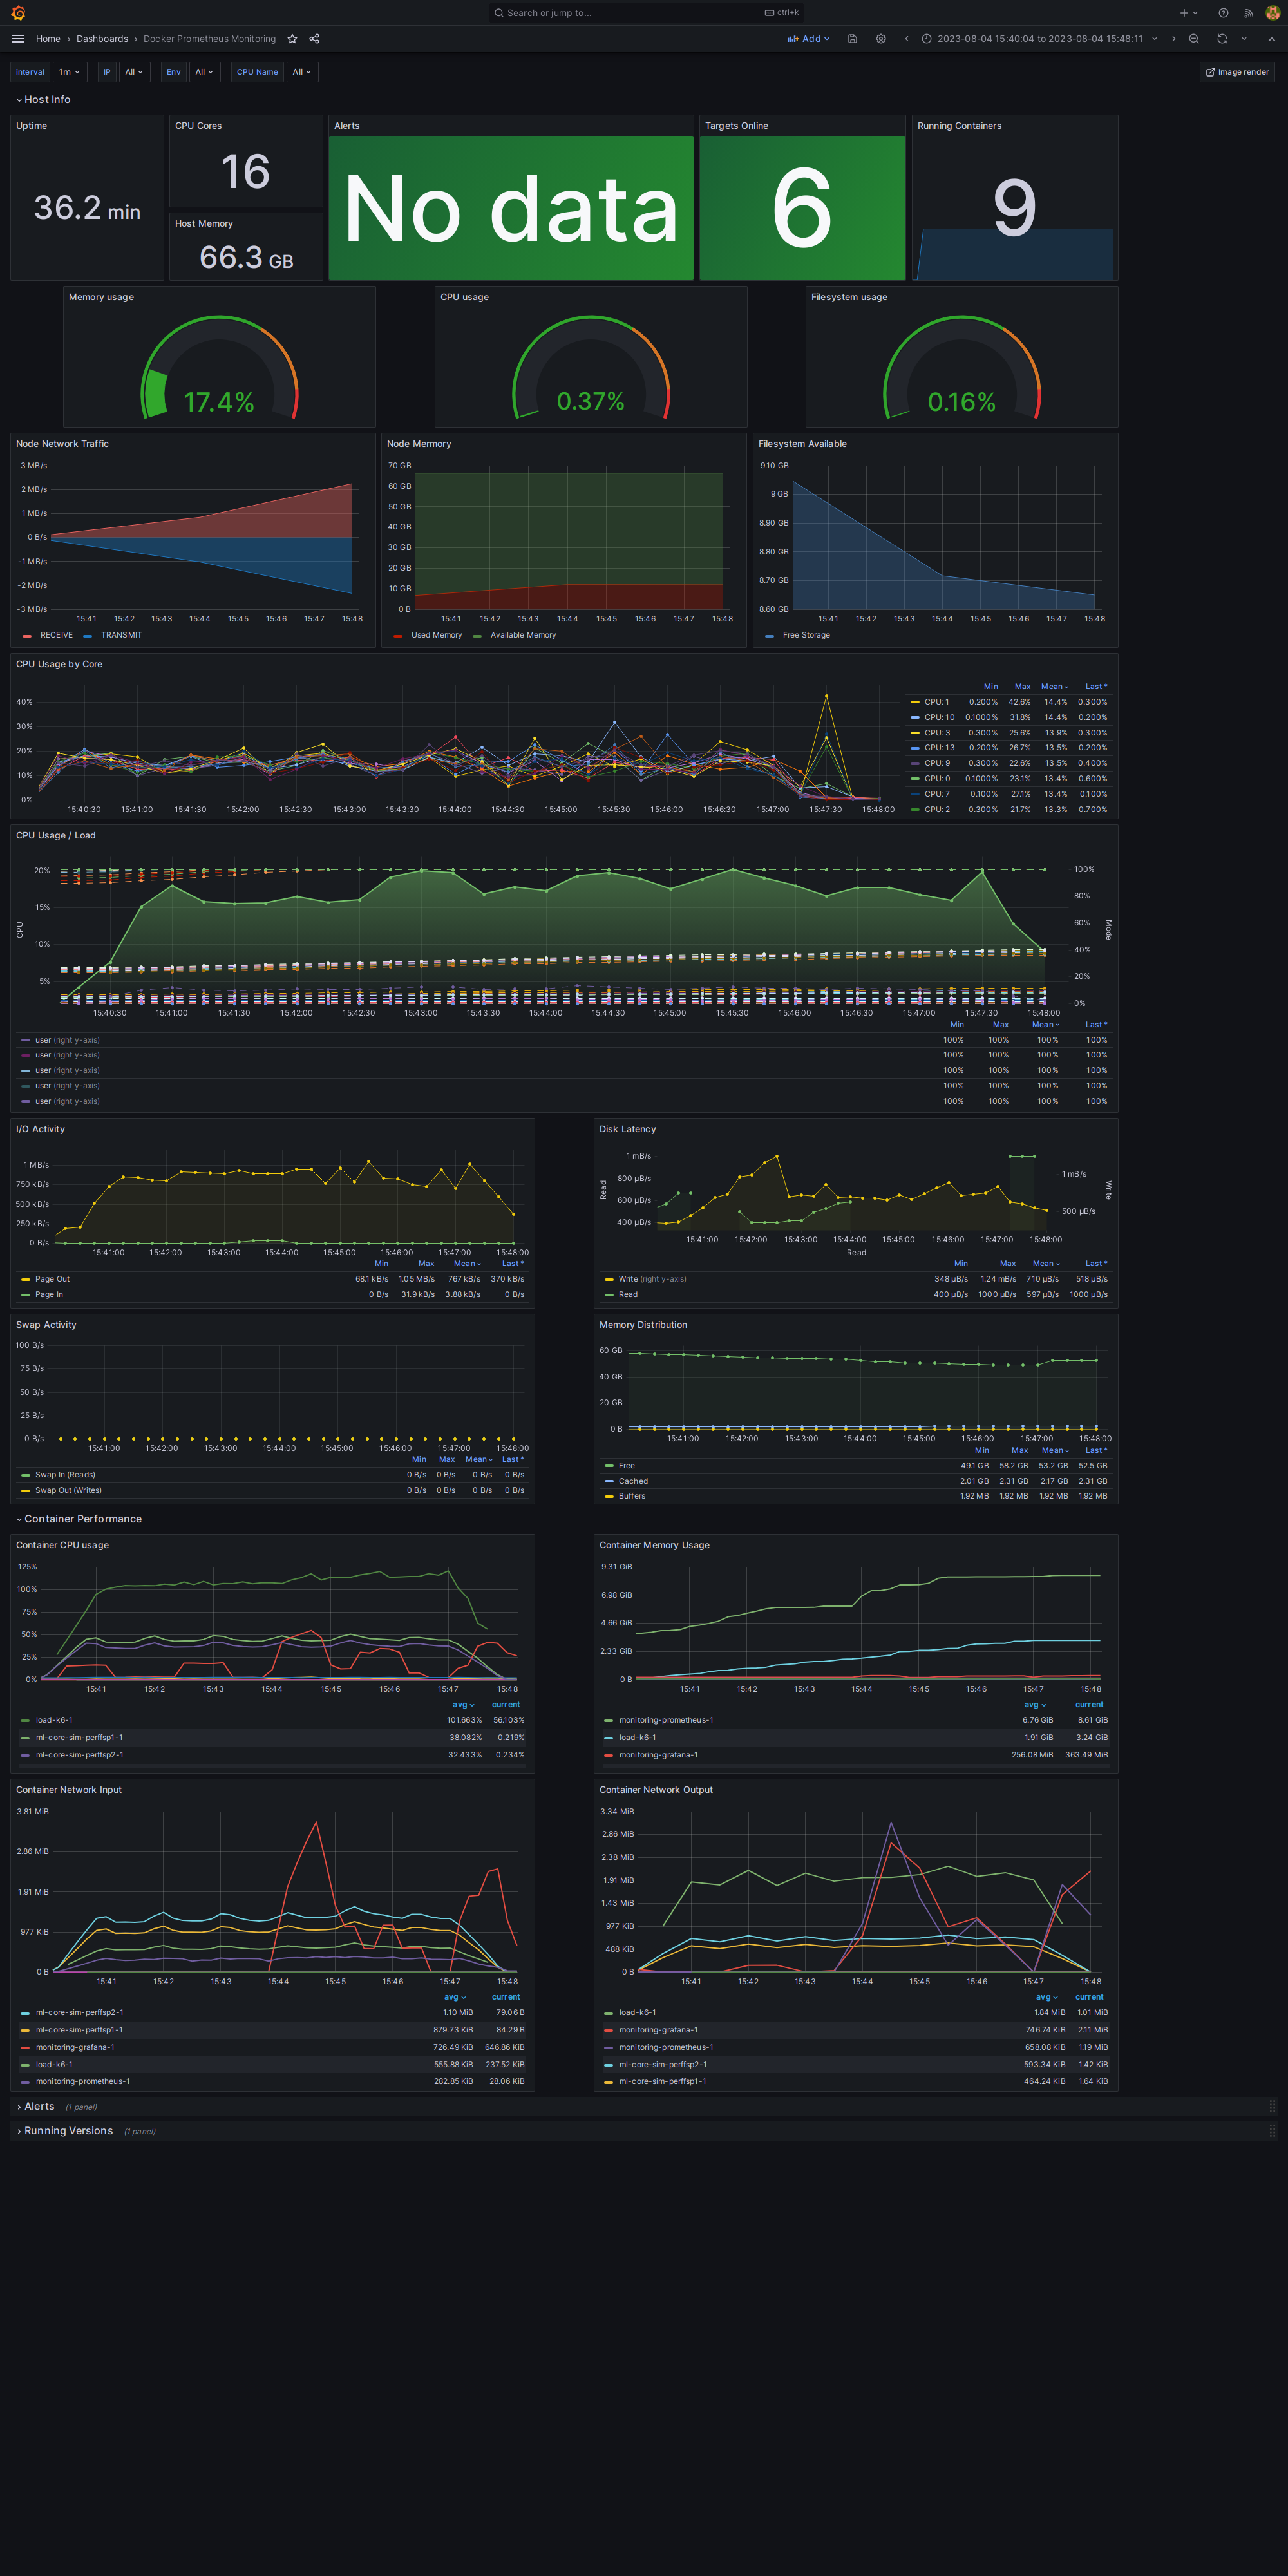 Search or jump to...
ctrl+k
Home › Dashboards › Docker Prometheus Monitoring
Add
2023-08-04 15:40:04 to 2023-08-04 15:48:11
interval 1m IP All Env All CPU Name All
Image render
Host Info
Uptime
36.2 min
CPU Cores
16
Host Memory
66.3 GB
Alerts
No data
Targets Online
6
Running Containers
9
Memory usage
17.4%
CPU usage
0.37%
Filesystem usage
0.16%
Node Network Traffic
3 MB/s
2 MB/s
1 MB/s
0 B/s
-1 MB/s
-2 MB/s
-3 MB/s
15:41 15:42 15:43 15:44 15:45 15:46 15:47 15:48
RECEIVE TRANSMIT
Node Mermory
70 GB
60 GB
50 GB
40 GB
30 GB
20 GB
10 GB
0 B
15:41 15:42 15:43 15:44 15:45 15:46 15:47 15:48
Used Memory Available Memory
Filesystem Available
9.10 GB
9 GB
8.90 GB
8.80 GB
8.70 GB
8.60 GB
15:41 15:42 15:43 15:44 15:45 15:46 15:47 15:48
Free Storage
CPU Usage by Core
40%
30%
20%
10%
0%
15:40:30 15:41:00 15:41:30 15:42:00 15:42:30 15:43:00 15:43:30 15:44:00 15:44:30 15:45:00 15:45:30 15:46:00 15:46:30 15:47:00 15:47:30 15:48:00
Min Max Mean Last *
CPU: 1 0.200% 42.6% 14.4% 0.300%
CPU: 10 0.1000% 31.8% 14.4% 0.200%
CPU: 3 0.300% 25.6% 13.9% 0.300%
CPU: 13 0.200% 26.7% 13.5% 0.200%
CPU: 9 0.300% 22.6% 13.5% 0.400%
CPU: 0 0.1000% 23.1% 13.4% 0.600%
CPU: 7 0.100% 27.1% 13.4% 0.100%
CPU: 2 0.300% 21.7% 13.3% 0.700%
CPU Usage / Load
CPU
20%
15%
10%
5%
100%
80%
60%
40%
20%
0%
Mode
15:40:30 15:41:00 15:41:30 15:42:00 15:42:30 15:43:00 15:43:30 15:44:00 15:44:30 15:45:00 15:45:30 15:46:00 15:46:30 15:47:00 15:47:30 15:48:00
Min Max Mean Last *
user (right y-axis) 100% 100% 100% 100%
user (right y-axis) 100% 100% 100% 100%
user (right y-axis) 100% 100% 100% 100%
user (right y-axis) 100% 100% 100% 100%
user (right y-axis) 100% 100% 100% 100%
I/O Activity
1 MB/s
750 kB/s
500 kB/s
250 kB/s
0 B/s
15:41:00 15:42:00 15:43:00 15:44:00 15:45:00 15:46:00 15:47:00 15:48:00
Min Max Mean Last *
Page Out 68.1 kB/s 1.05 MB/s 767 kB/s 370 kB/s
Page In 0 B/s 31.9 kB/s 3.88 kB/s 0 B/s
Disk Latency
Read
1 mB/s
800 µB/s
600 µB/s
400 µB/s
1 mB/s
500 µB/s
Write
15:41:00 15:42:00 15:43:00 15:44:00 15:45:00 15:46:00 15:47:00 15:48:00
Read
Min Max Mean Last *
Write (right y-axis) 348 µB/s 1.24 mB/s 710 µB/s 518 µB/s
Read 400 µB/s 1000 µB/s 597 µB/s 1000 µB/s
Swap Activity
100 B/s
75 B/s
50 B/s
25 B/s
0 B/s
15:41:00 15:42:00 15:43:00 15:44:00 15:45:00 15:46:00 15:47:00 15:48:00
Min Max Mean Last *
Swap In (Reads) 0 B/s 0 B/s 0 B/s 0 B/s
Swap Out (Writes) 0 B/s 0 B/s 0 B/s 0 B/s
Memory Distribution
60 GB
40 GB
20 GB
0 B
15:41:00 15:42:00 15:43:00 15:44:00 15:45:00 15:46:00 15:47:00 15:48:00
Min Max Mean Last *
Free 49.1 GB 58.2 GB 53.2 GB 52.5 GB
Cached 2.01 GB 2.31 GB 2.17 GB 2.31 GB
Buffers 1.92 MB 1.92 MB 1.92 MB 1.92 MB
Container Performance
Container CPU usage
125%
100%
75%
50%
25%
0%
15:41 15:42 15:43 15:44 15:45 15:46 15:47 15:48
avg current
load-k6-1 101.663% 56.103%
ml-core-sim-perffsp1-1 38.082% 0.219%
ml-core-sim-perffsp2-1 32.433% 0.234%
Container Memory Usage
9.31 GiB
6.98 GiB
4.66 GiB
2.33 GiB
0 B
15:41 15:42 15:43 15:44 15:45 15:46 15:47 15:48
avg current
monitoring-prometheus-1 6.76 GiB 8.61 GiB
load-k6-1 1.91 GiB 3.24 GiB
monitoring-grafana-1 256.08 MiB 363.49 MiB
Container Network Input
3.81 MiB
2.86 MiB
1.91 MiB
977 KiB
0 B
15:41 15:42 15:43 15:44 15:45 15:46 15:47 15:48
avg current
ml-core-sim-perffsp2-1 1.10 MiB 79.06 B
ml-core-sim-perffsp1-1 879.73 KiB 84.29 B
monitoring-grafana-1 726.49 KiB 646.86 KiB
load-k6-1 555.88 KiB 237.52 KiB
monitoring-prometheus-1 282.85 KiB 28.06 KiB
Container Network Output
3.34 MiB
2.86 MiB
2.38 MiB
1.91 MiB
1.43 MiB
977 KiB
488 KiB
0 B
15:41 15:42 15:43 15:44 15:45 15:46 15:47 15:48
avg current
load-k6-1 1.84 MiB 1.01 MiB
monitoring-grafana-1 746.74 KiB 2.11 MiB
monitoring-prometheus-1 658.08 KiB 1.19 MiB
ml-core-sim-perffsp2-1 593.34 KiB 1.42 KiB
ml-core-sim-perffsp1-1 464.24 KiB 1.64 KiB
Alerts (1 panel)
Running Versions (1 panel)